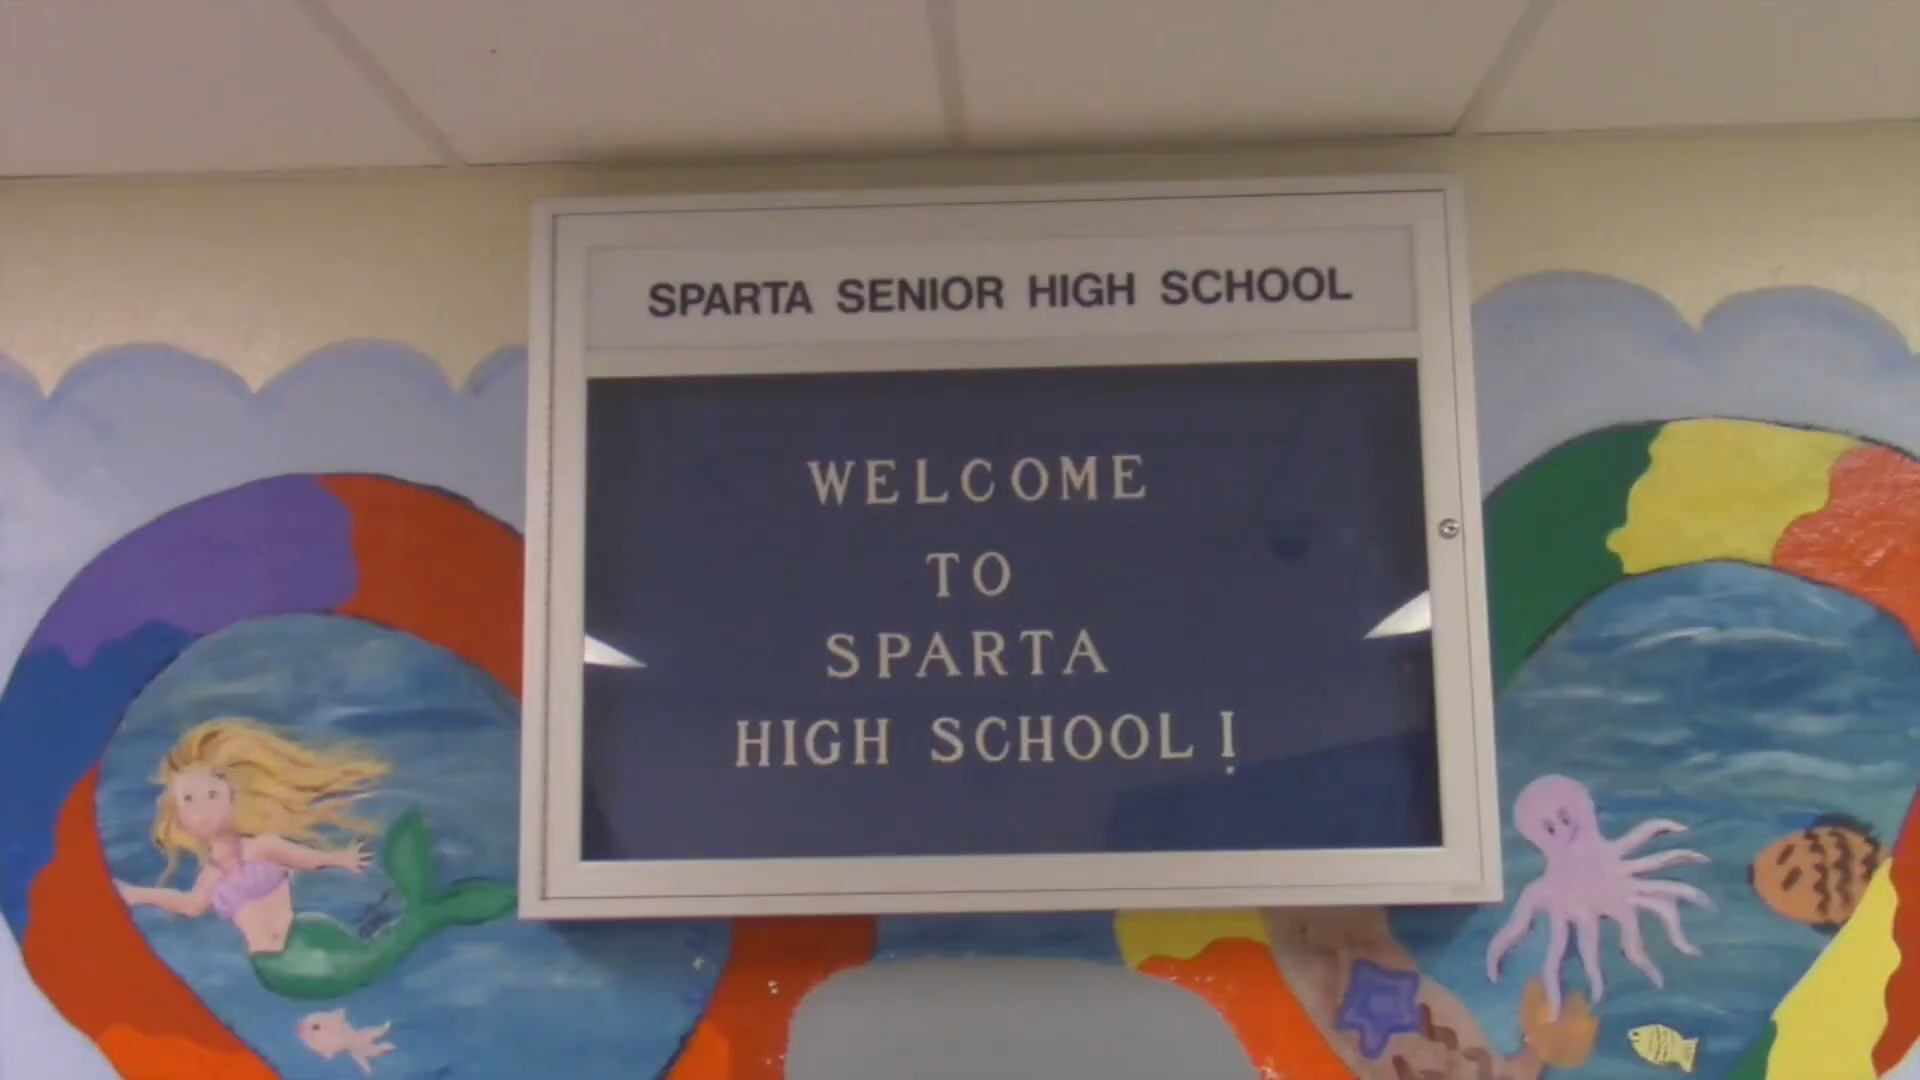 SPARTA SENIOR HIGH SCHOOL
WELCOME
TO
SPARTA
HIGH SCHOOL!